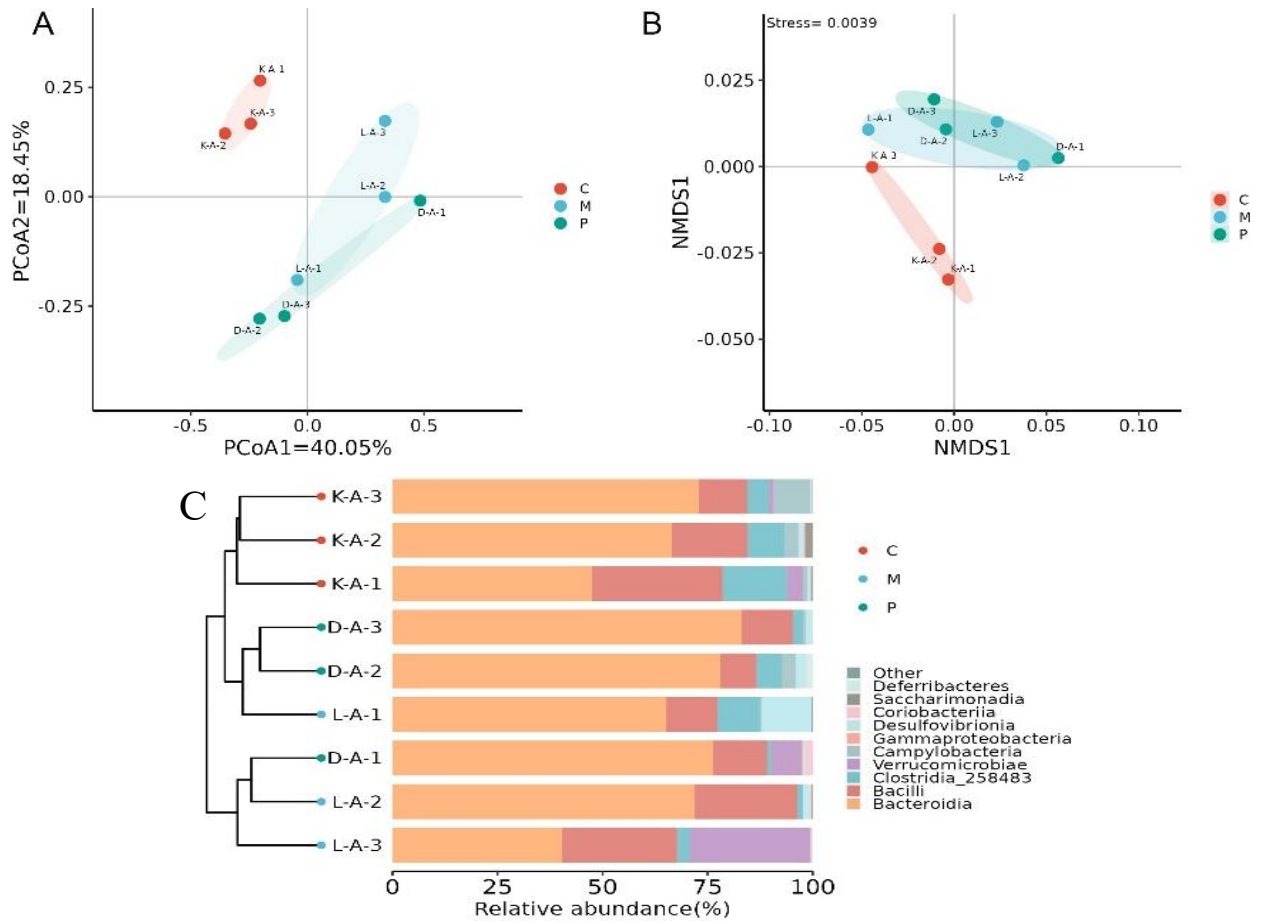 A
0.25
0.00
-0.25
PCoA2=18.45%
K-A-1
K-A-3
K-A-2
L-A-3
L-A-2
D-A-1
L-A-1
D-A-3
D-A-2
-0.5
0.0
0.5
PCoA1=40.05%
C
M
P
B
Stress= 0.0039
0.025
0.000
-0.025
-0.050
NMDS1
L-A-1
D-A-3
L-A-3
D-A-2
D-A-1
L-A-2
K-A-2
K-A-1
-0.10
-0.05
0.00
0.05
0.10
NMDS1
C
M
P
C
K-A-3
K-A-2
K-A-1
D-A-3
D-A-2
L-A-1
D-A-1
L-A-2
L-A-3
0
25
50
75
100
Relative abundance(%)
C
M
P
Other
Deferribacteres
Saccharimonadia
Coriobacteriia
Desulfovibrionia
Gammaproteobacteria
Campylobacteria
Verrucomicrobiae
Clostridia_258483
Bacilli
Bacteroidia